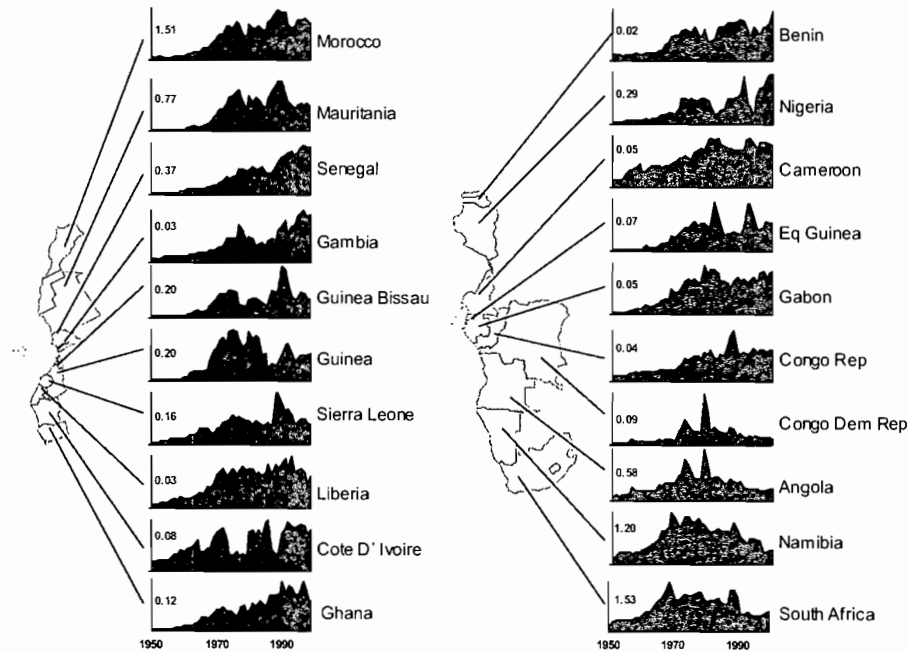 1.51 Morocco
0.77 Mauritania
0.37 Senegal
0.03 Gambia
0.20 Guinea Bissau
0.20 Guinea
0.16 Sierra Leone
0.03 Liberia
0.08 Cote D' Ivoire
0.12 Ghana
1950 1970 1990
0.02 Benin
0.29 Nigeria
0.05 Cameroon
0.07 Eq Guinea
0.05 Gabon
0.04 Congo Rep
0.09 Congo Dem Rep
0.58 Angola
1.20 Namibia
1.53 South Africa
1950 1970 1990